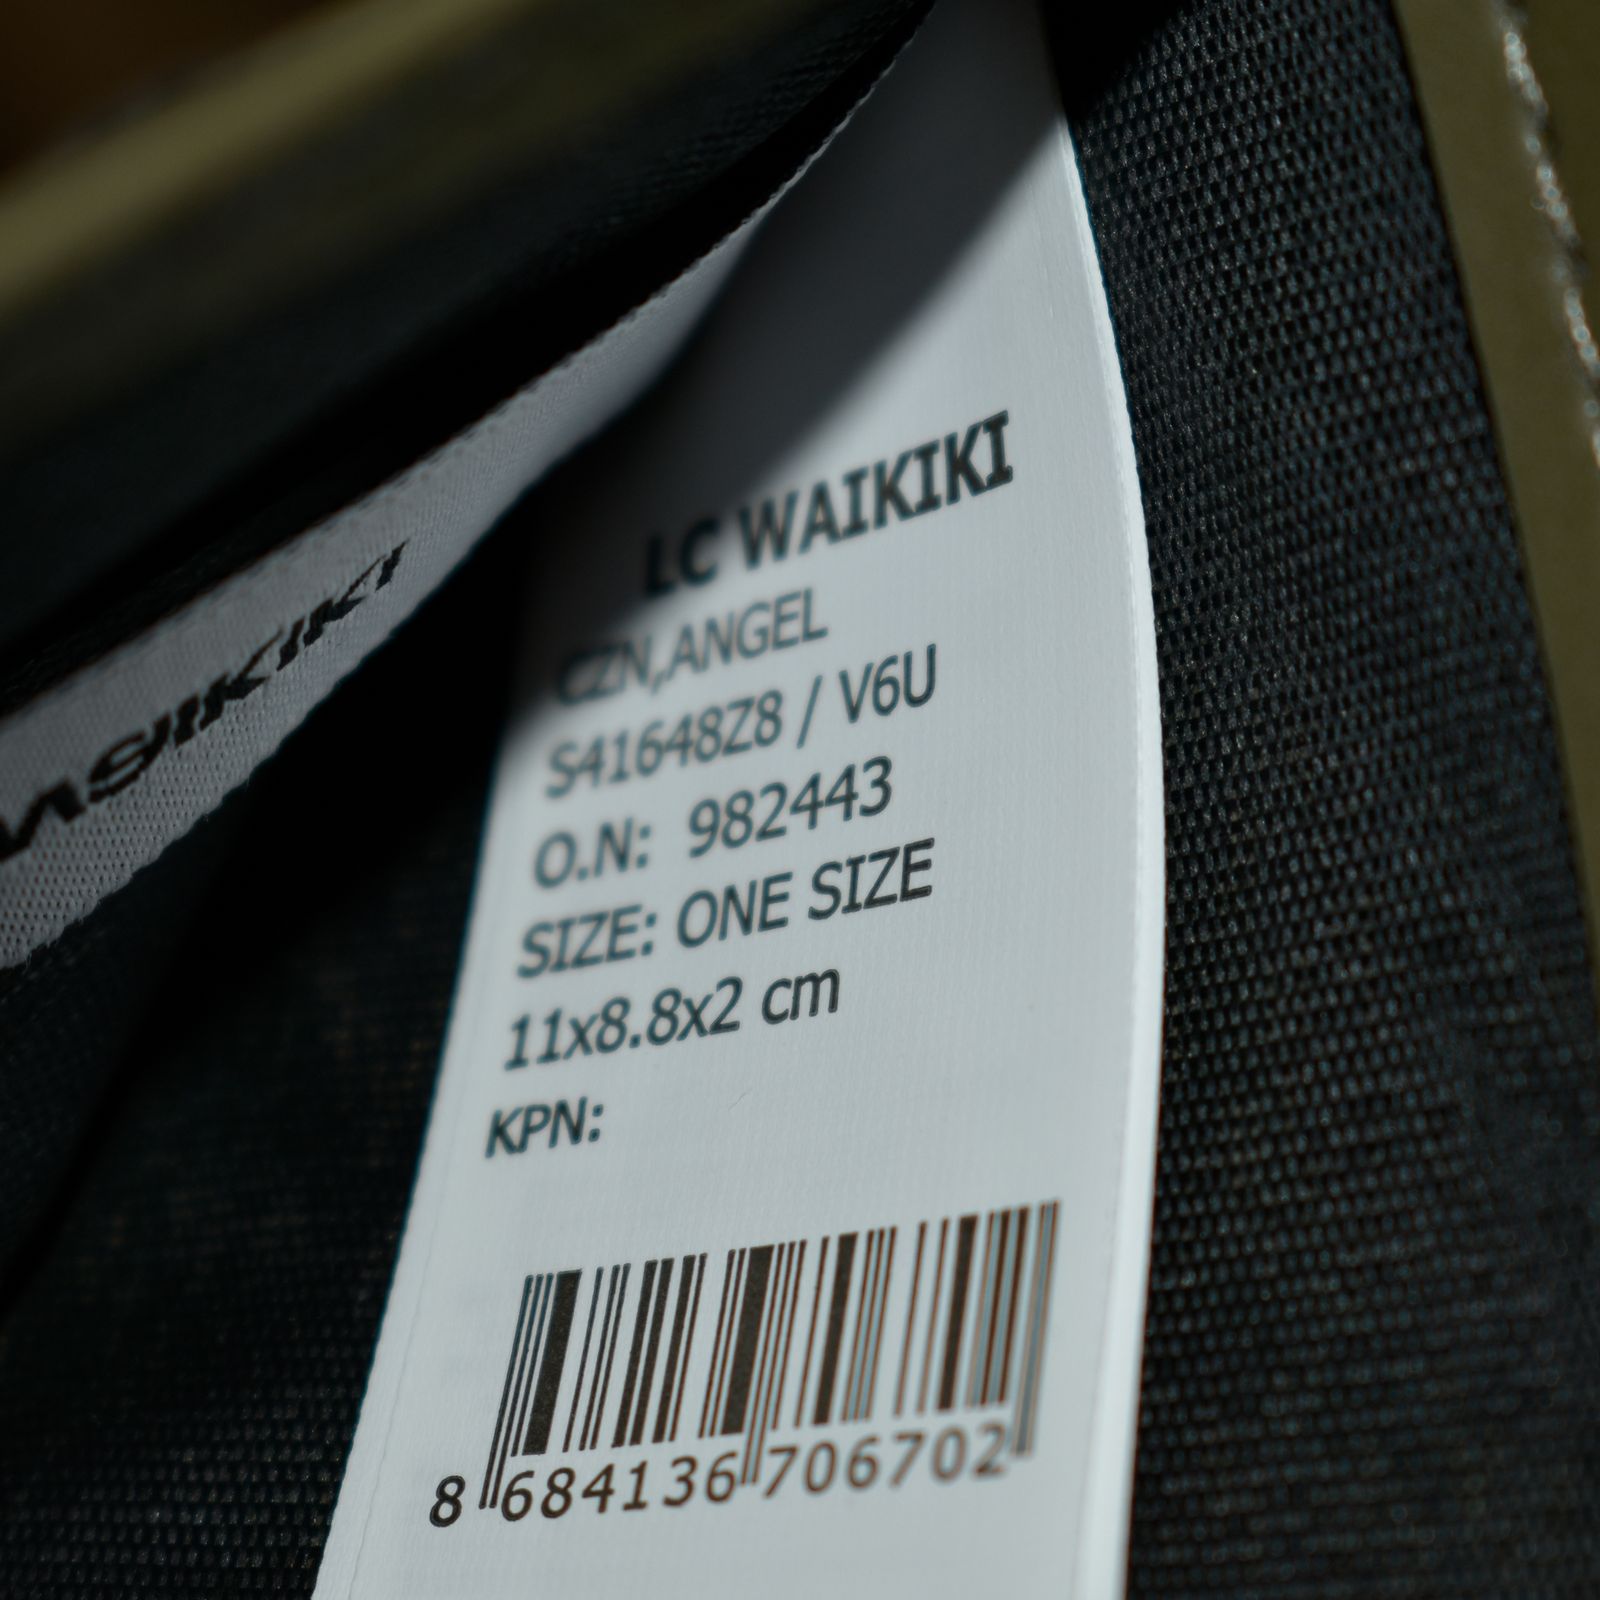 LC WAIKIKI
CZN,ANGEL
S41648Z8 / V6U
O.N: 982443
SIZE: ONE SIZE
11x8.8x2 cm
KPN:
8 684136 706702